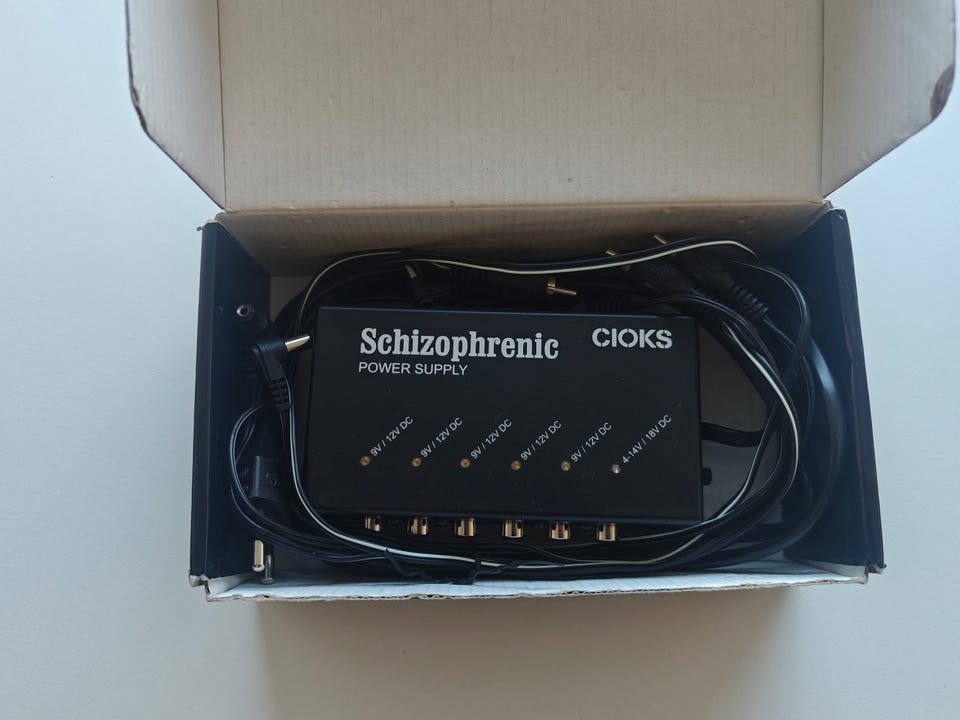 Schizophrenic
CIOKS
POWER SUPPLY
9V / 12V DC
9V / 12V DC
9V / 12V DC
9V / 12V DC
9V / 12V DC
4-14V / 18V DC